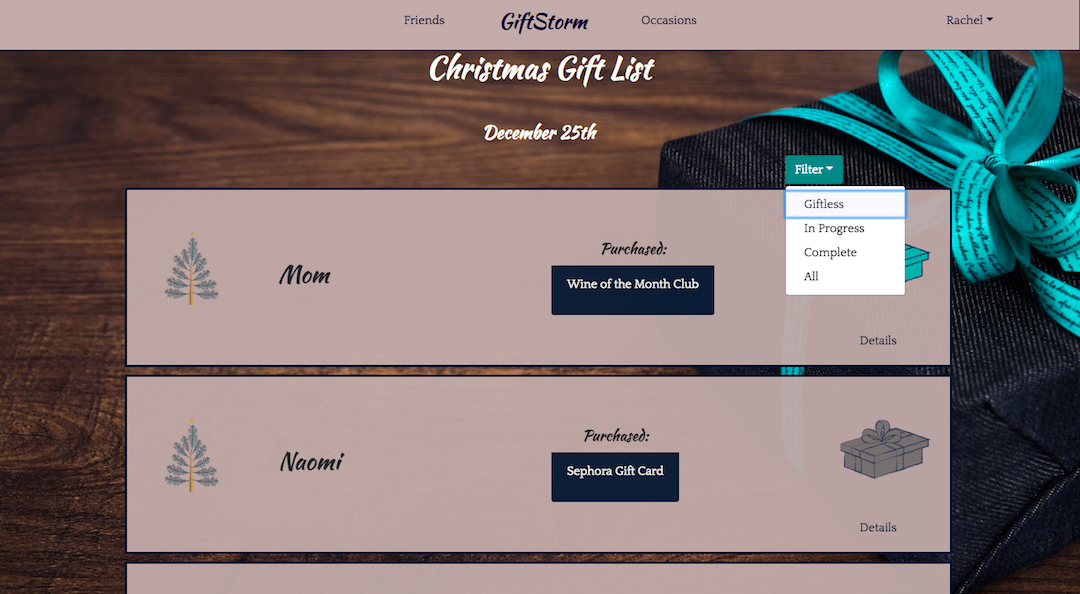 Friends
GiftStorm
Occasions
Rachel
Christmas Gift List
December 25th
Filter
Giftless
In Progress
Complete
All
Mom
Purchased:
Wine of the Month Club
Details
Naomi
Purchased:
Sephora Gift Card
Details